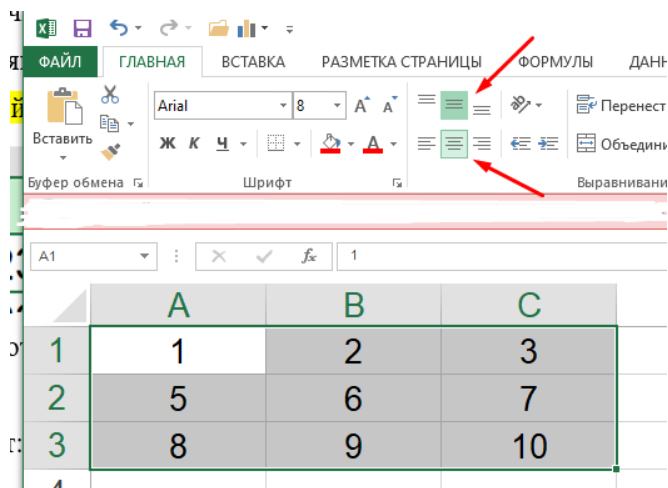 ФАЙЛ ГЛАВНАЯ ВСТАВКА РАЗМЕТКА СТРАНИЦЫ ФОРМУЛЫ ДАНН
Arial 8 A A Перенест
Вставить Ж К Ч А Объедини
Буфер обмена Шрифт Выравнивани
A1 fx 1
A B C
1 1 2 3
2 5 6 7
3 8 9 10